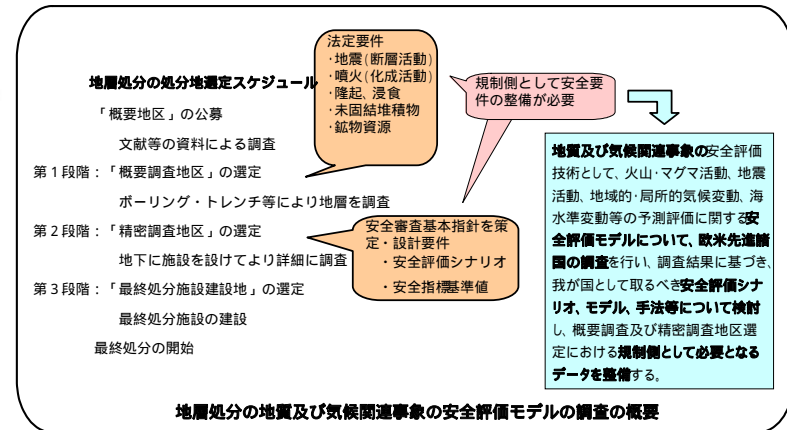 法定要件
・地震(断層活動)
・噴火(化成活動)
・隆起、浸食
・未固結堆積物
・鉱物資源
規制側として安全要
件の整備が必要
地層処分の処分地選定スケジュール
「概要地区」の公募
文献等の資料による調査
第1段階：「概要調査地区」の選定
ボーリング・トレンチ等により地層を調査
第2段階：「精密調査地区」の選定
地下に施設を設けてより詳細に調査
第3段階：「最終処分施設建設地」の選定
最終処分施設の建設
最終処分の開始
安全審査基本指針を策
定・設計要件
・安全評価シナリオ
・安全指標基準値
地質及び気候関連事象の安全評価
技術として、火山・マグマ活動、地震
活動、地域的・局所的気候変動、海
水準変動等の予測評価に関する安
全評価モデルについて、欧米先進諸
国の調査を行い、調査結果に基づき、
我が国として取るべき安全評価シナ
リオ、モデル、手法等について検討
し、概要調査及び精密調査地区選
定における規制側として必要となる
データを整備する。
地層処分の地質及び気候関連事象の安全評価モデルの調査の概要